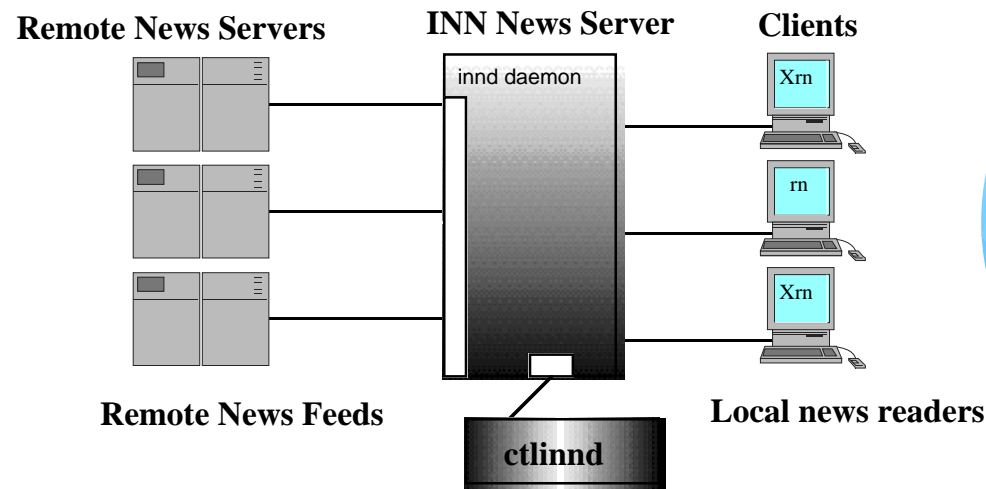 Remote News Servers
INN News Server
Clients
innd daemon
Xrn
rn
Xrn
Remote News Feeds
Local news readers
ctlinnd